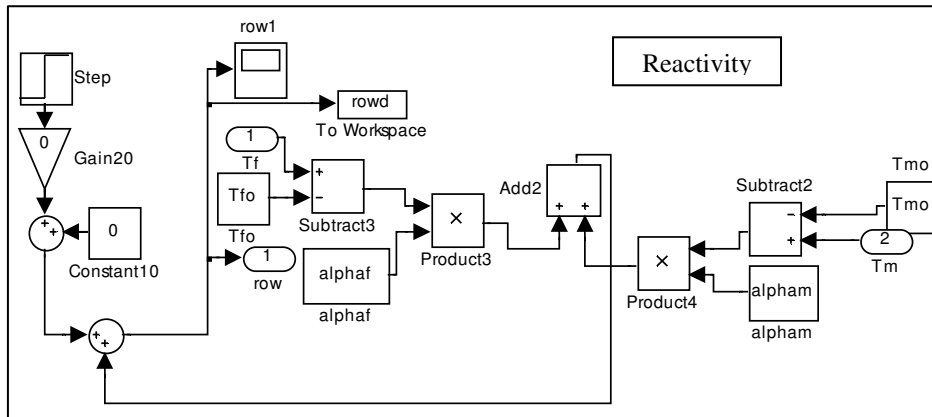 row1
Reactivity
Step
rowd
To Workspace
0
Gain20
1
Tf
Tfo
Tfo
+
−
Subtract3
Add2
+ +
Subtract2
−
+
Tmo
Tmo
2
Tm
+
+
0
Constant10
1
row
×
Product3
alphaf
alphaf
×
Product4
alpham
alpham
+
+